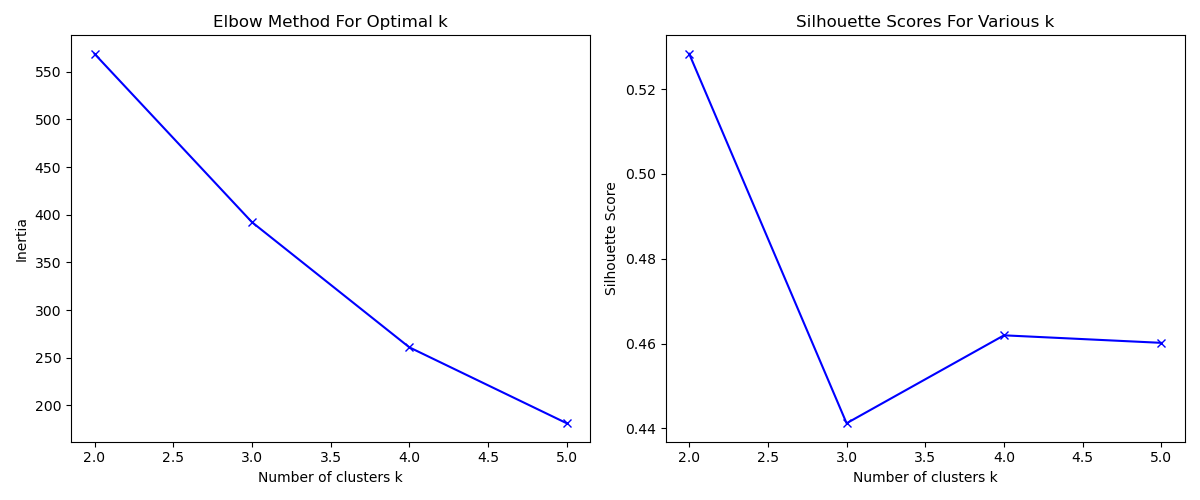 Elbow Method For Optimal k
550
500
450
400
350
300
250
200
Inertia
2.0 2.5 3.0 3.5 4.0 4.5 5.0
Number of clusters k
Silhouette Scores For Various k
0.52
0.50
0.48
0.46
0.44
Silhouette Score
2.0 2.5 3.0 3.5 4.0 4.5 5.0
Number of clusters k